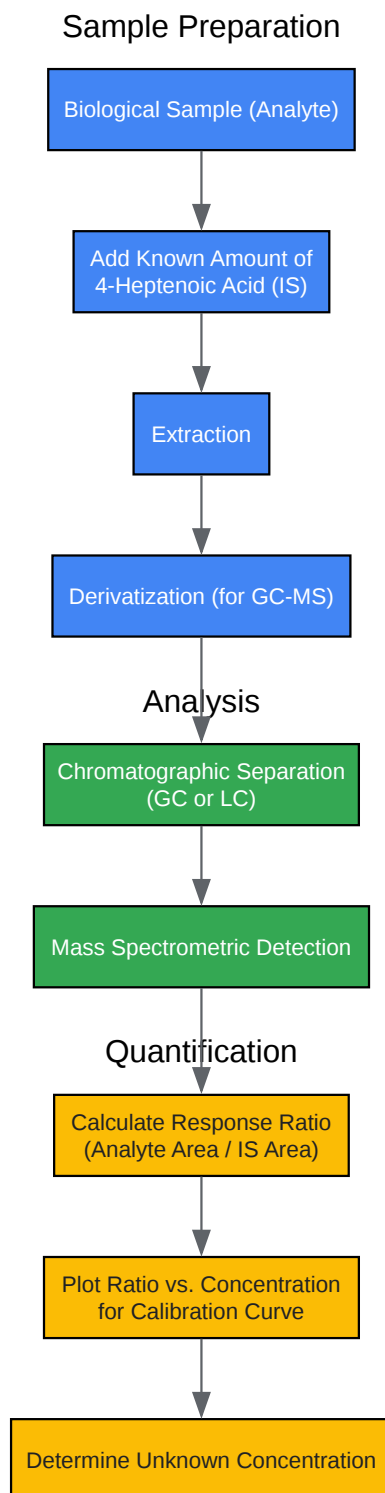 Sample Preparation
Biological Sample (Analyte)
Add Known Amount of
4-Heptenoic Acid (IS)
Extraction
Derivatization (for GC-MS)
Analysis
Chromatographic Separation
(GC or LC)
Mass Spectrometric Detection
Quantification
Calculate Response Ratio
(Analyte Area / IS Area)
Plot Ratio vs. Concentration
for Calibration Curve
Determine Unknown Concentration